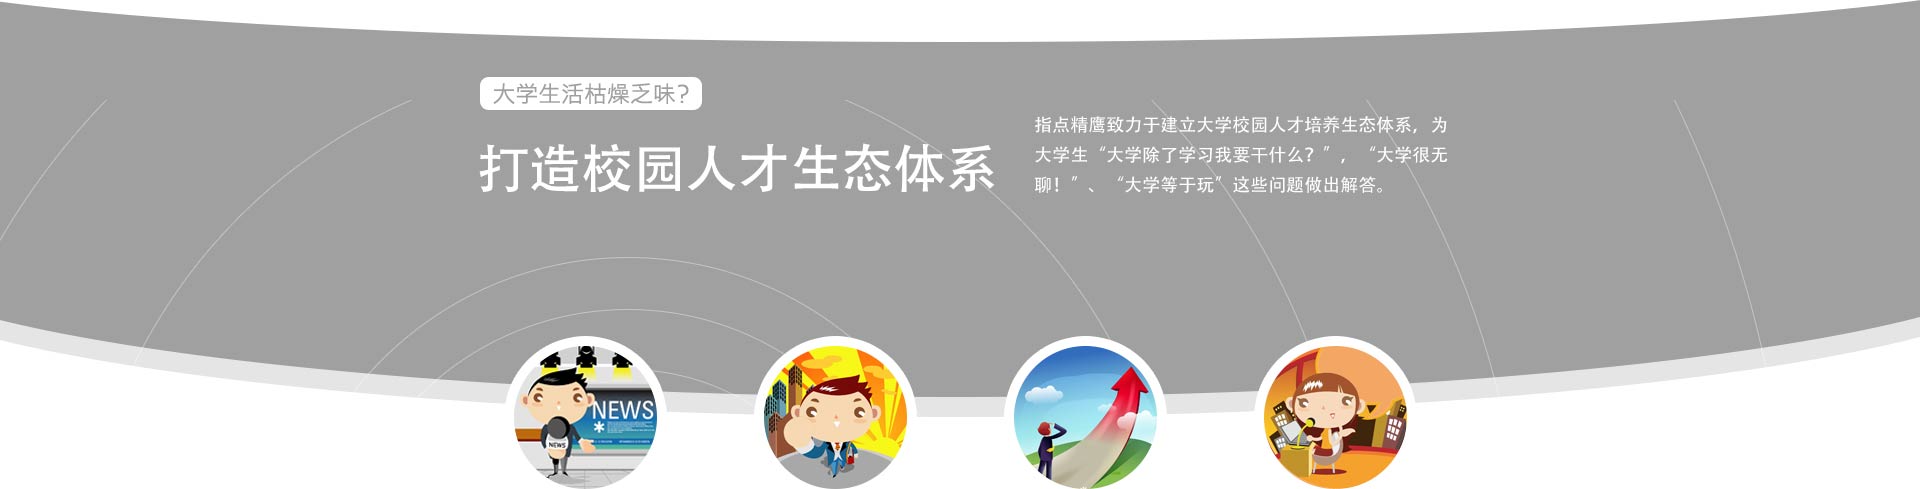 大学生活枯燥乏味？
打造校园人才生态体系
指点精鹰致力于建立大学校园人才培养生态体系，为
大学生“大学除了学习我要干什么？”，“大学很无
聊！”、“大学等于玩”这些问题做出解答。
NEWS
*
NEWS